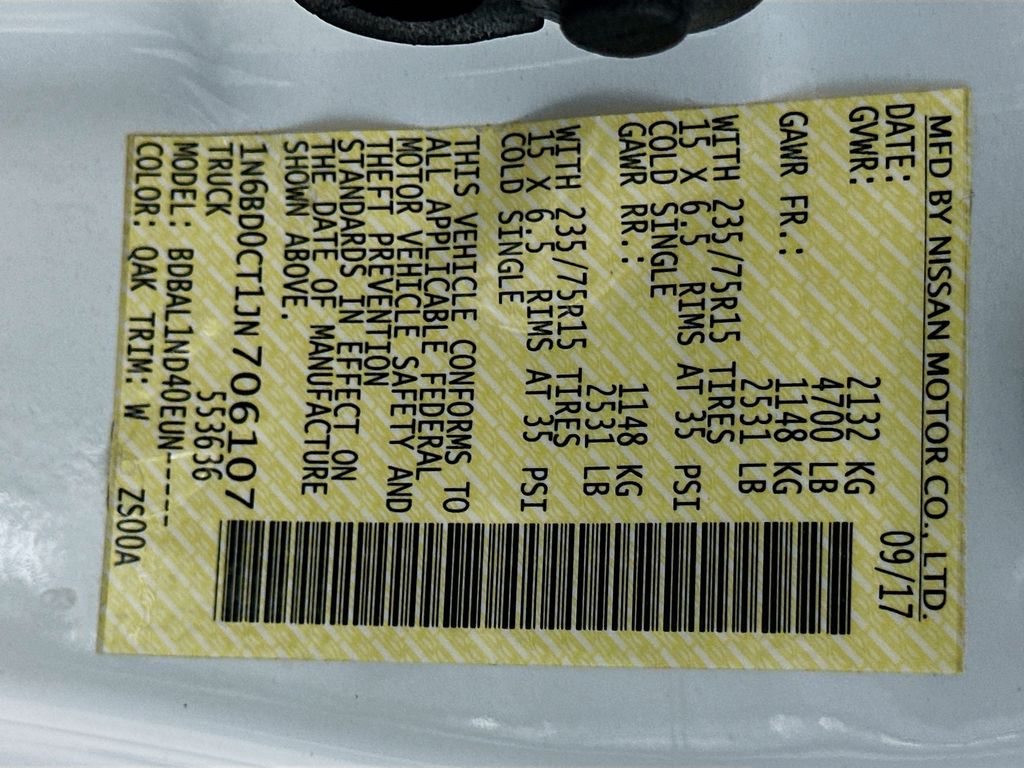 MFD BY NISSAN MOTOR CO., LTD.
DATE: 09/17
GVWR: 2132 KG
4700 LB
GAWR FR.: 1148 KG
2531 LB
WITH 235/75R15 TIRES
15 X 6.5 RIMS AT 35 PSI
COLD SINGLE
GAWR RR.: 1148 KG
2531 LB
WITH 235/75R15 TIRES
15 X 6.5 RIMS AT 35 PSI
COLD SINGLE
THIS VEHICLE CONFORMS TO
ALL APPLICABLE FEDERAL
MOTOR VEHICLE SAFETY AND
THEFT PREVENTION
STANDARDS IN EFFECT ON
THE DATE OF MANUFACTURE
SHOWN ABOVE.
1N6BD0CT1JN706107
TRUCK 553636
MODEL: BDBAL1ND40EUN------
COLOR: QAK TRIM: W ZS00A